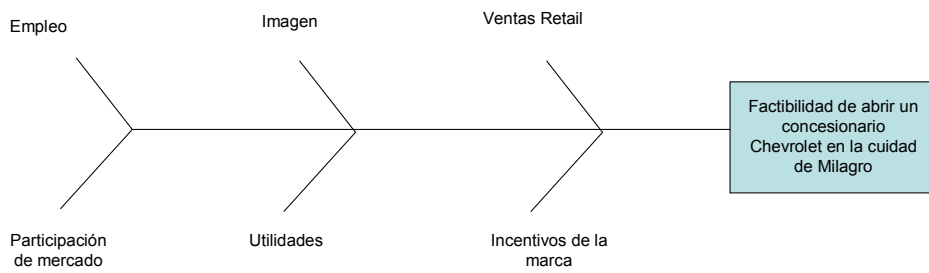 Empleo
Imagen
Ventas Retail
Factibilidad de abrir un
concesionario
Chevrolet en la cuidad
de Milagro
Participación
de mercado
Utilidades
Incentivos de la
marca